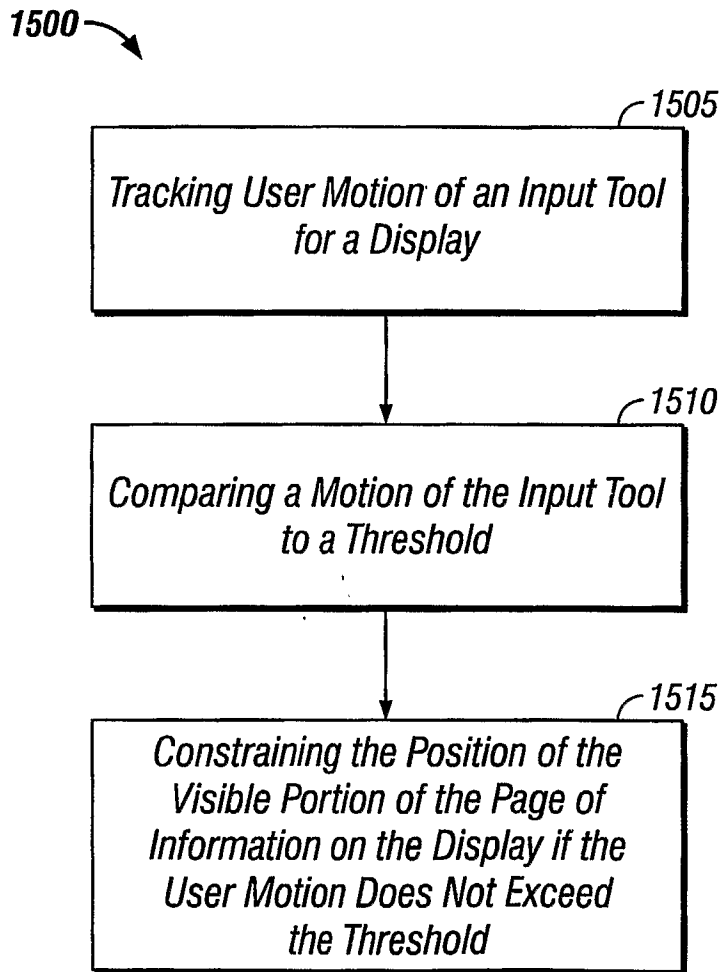 1500
1505
Tracking User Motion of an Input Tool
for a Display
1510
Comparing a Motion of the Input Tool
to a Threshold
1515
Constraining the Position of the
Visible Portion of the Page of
Information on the Display if the
User Motion Does Not Exceed
the Threshold